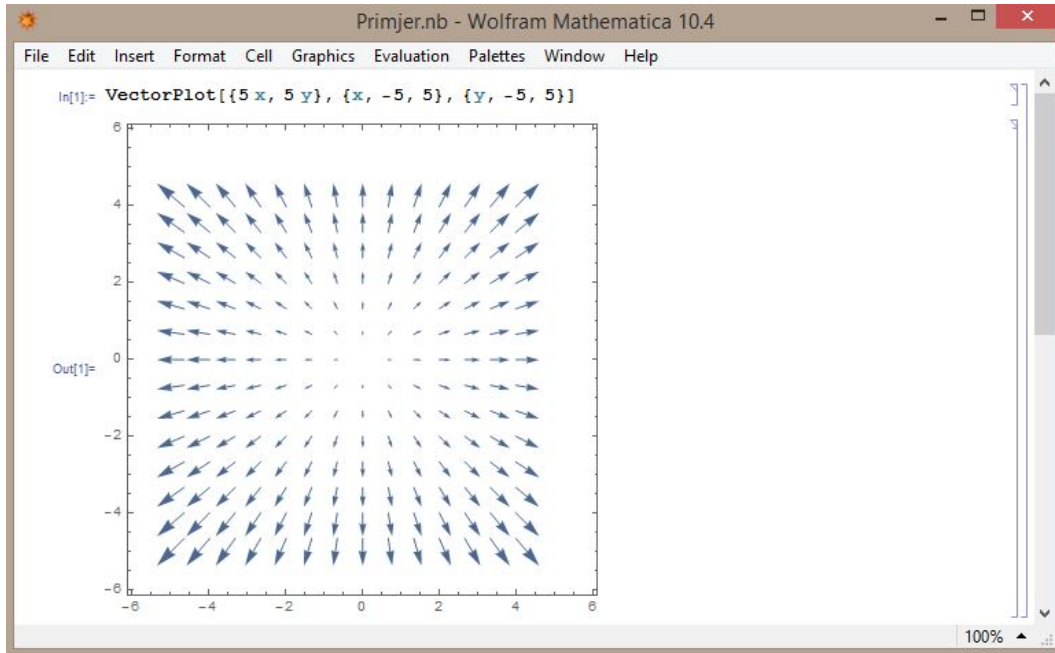 Primjer.nb - Wolfram Mathematica 10.4
File Edit Insert Format Cell Graphics Evaluation Palettes Window Help
In[1]:= VectorPlot[{5 x, 5 y}, {x, -5, 5}, {y, -5, 5}]
6
4
2
Out[1]= 0
-2
-4
-6
-6 -4 -2 0 2 4 6
100%